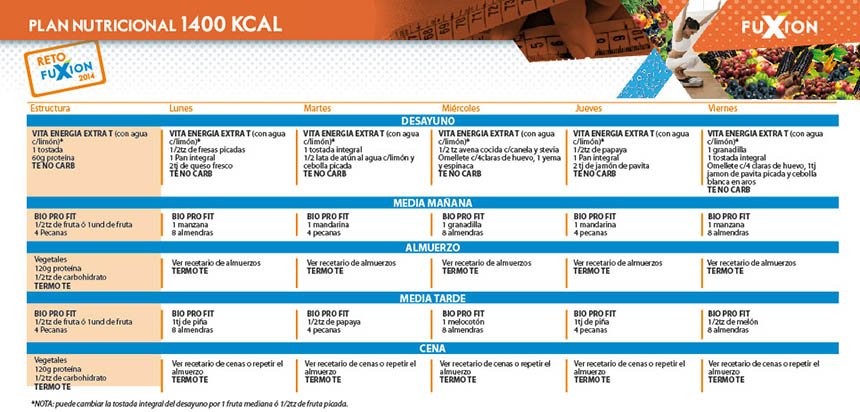 PLAN NUTRICIONAL 1400 KCAL
FUXION
RETO
FUXION
2014
Estructura Lunes Martes Miércoles Jueves Viernes
DESAYUNO
VITA ENERGIA EXTRA T (con agua c/limón)*
1 tostada
60g proteína
TE NO CARB
VITA ENERGIA EXTRA T (con agua c/limón)*
1/2tz de fresas picadas
1 Pan integral
2tj de queso fresco
TE NO CARB
VITA ENERGIA EXTRA T (con agua c/limón)*
1 tostada integral
1/2 lata de atún al agua c/limón y
cebolla picada
TE NO CARB
VITA ENERGIA EXTRA T (con agua c/limón)*
1/2 tz avena cocida c/canela y stevia
Omellete c/4claras de huevo, 1 yema
y espinaca
TE NO CARB
VITA ENERGIA EXTRA T (con agua c/limón)*
1/2tz de papaya
1 Pan integral
2 tj de jamón de pavita
TE NO CARB
VITA ENERGIA EXTRA T (con agua c/limón)*
1 granadilla
1 tostada integral
Omellete c/4 claras de huevo, 1tj
jamon de pavita picada y cebolla
blanca en aros
TE NO CARB
MEDIA MAÑANA
BIO PRO FIT
1/2tz de fruta ó 1und de fruta
4 Pecanas
BIO PRO FIT
1 manzana
8 almendras
BIO PRO FIT
1 mandarina
4 pecanas
BIO PRO FIT
1 granadilla
8 almendras
BIO PRO FIT
1 mandarina
4 pecanas
BIO PRO FIT
1 manzana
8 almendras
ALMUERZO
Vegetales
120g proteína
1/2tz de carbohidrato
TERMO TE
Ver recetario de almuerzos
TERMO TE
Ver recetario de almuerzos
TERMO TE
Ver recetario de almuerzos
TERMO TE
Ver recetario de almuerzos
TERMO TE
Ver recetario de almuerzos
TERMO TE
MEDIA TARDE
BIO PRO FIT
1/2tz de fruta ó 1und de fruta
4 Pecanas
BIO PRO FIT
1tj de piña
8 almendras
BIO PRO FIT
1/2tz de papaya
4 pecanas
BIO PRO FIT
1 melocotón
8 almendras
BIO PRO FIT
1tj de piña
4 pecanas
BIO PRO FIT
1/2tz de melón
8 almendras
CENA
Vegetales
120g proteína
1/2tz de carbohidrato
TERMO TE
Ver recetario de cenas o repetir el
almuerzo
TERMO TE
Ver recetario de cenas o repetir el
almuerzo
TERMO TE
Ver recetario de cenas o repetir el
almuerzo
TERMO TE
Ver recetario de cenas o repetir el
almuerzo
TERMO TE
Ver recetario de cenas o repetir el
almuerzo
TERMO TE
*NOTA: puede cambiar la tostada integral del desayuno por 1 fruta mediana ó 1/2tz de fruta picada.